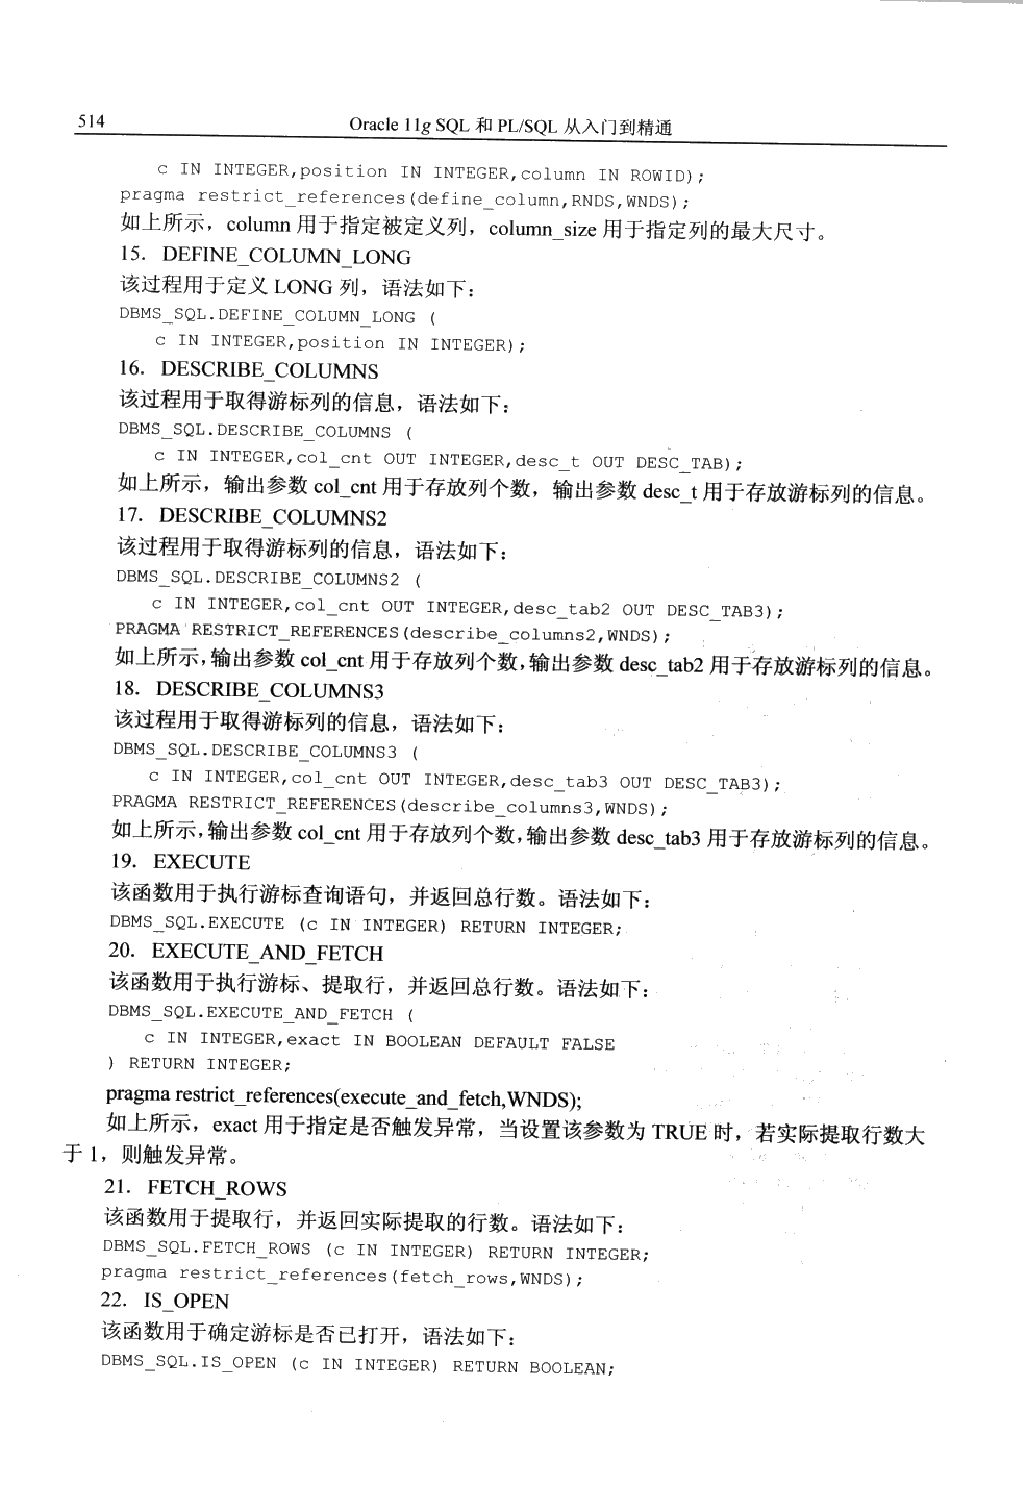 514
Oracle 11g SQL 和 PL/SQL 从入门到精通
c IN INTEGER,position IN INTEGER,column IN ROWID);
pragma restrict_references(define_column,RNDS,WNDS);
如上所示，column 用于指定被定义列，column_size 用于指定列的最大尺寸。
15．DEFINE_COLUMN_LONG
该过程用于定义 LONG 列，语法如下：
DBMS_SQL.DEFINE_COLUMN_LONG (
c IN INTEGER,position IN INTEGER);
16．DESCRIBE_COLUMNS
该过程用于取得游标列的信息，语法如下：
DBMS_SQL.DESCRIBE_COLUMNS (
c IN INTEGER,col_cnt OUT INTEGER,desc_t OUT DESC_TAB);
如上所示，输出参数 col_cnt 用于存放列个数，输出参数 desc_t 用于存放游标列的信息。
17．DESCRIBE_COLUMNS2
该过程用于取得游标列的信息，语法如下：
DBMS_SQL.DESCRIBE_COLUMNS2 (
c IN INTEGER,col_cnt OUT INTEGER,desc_tab2 OUT DESC_TAB3);
PRAGMA RESTRICT_REFERENCES(describe_columns2,WNDS);
如上所示,输出参数 col_cnt 用于存放列个数,输出参数 desc_tab2 用于存放游标列的信息。
18．DESCRIBE_COLUMNS3
该过程用于取得游标列的信息，语法如下：
DBMS_SQL.DESCRIBE_COLUMNS3 (
c IN INTEGER,col_cnt OUT INTEGER,desc_tab3 OUT DESC_TAB3);
PRAGMA RESTRICT_REFERENCES(describe_columns3,WNDS);
如上所示,输出参数 col_cnt 用于存放列个数,输出参数 desc_tab3 用于存放游标列的信息。
19．EXECUTE
该函数用于执行游标查询语句，并返回总行数。语法如下：
DBMS_SQL.EXECUTE (c IN INTEGER) RETURN INTEGER;
20．EXECUTE_AND_FETCH
该函数用于执行游标、提取行，并返回总行数。语法如下：
DBMS_SQL.EXECUTE_AND_FETCH (
c IN INTEGER,exact IN BOOLEAN DEFAULT FALSE
) RETURN INTEGER;
pragma restrict_references(execute_and_fetch,WNDS);
如上所示，exact 用于指定是否触发异常，当设置该参数为 TRUE 时，若实际提取行数大
于 1，则触发异常。
21．FETCH_ROWS
该函数用于提取行，并返回实际提取的行数。语法如下：
DBMS_SQL.FETCH_ROWS (c IN INTEGER) RETURN INTEGER;
pragma restrict_references(fetch_rows,WNDS);
22．IS_OPEN
该函数用于确定游标是否已打开，语法如下：
DBMS_SQL.IS_OPEN (c IN INTEGER) RETURN BOOLEAN;